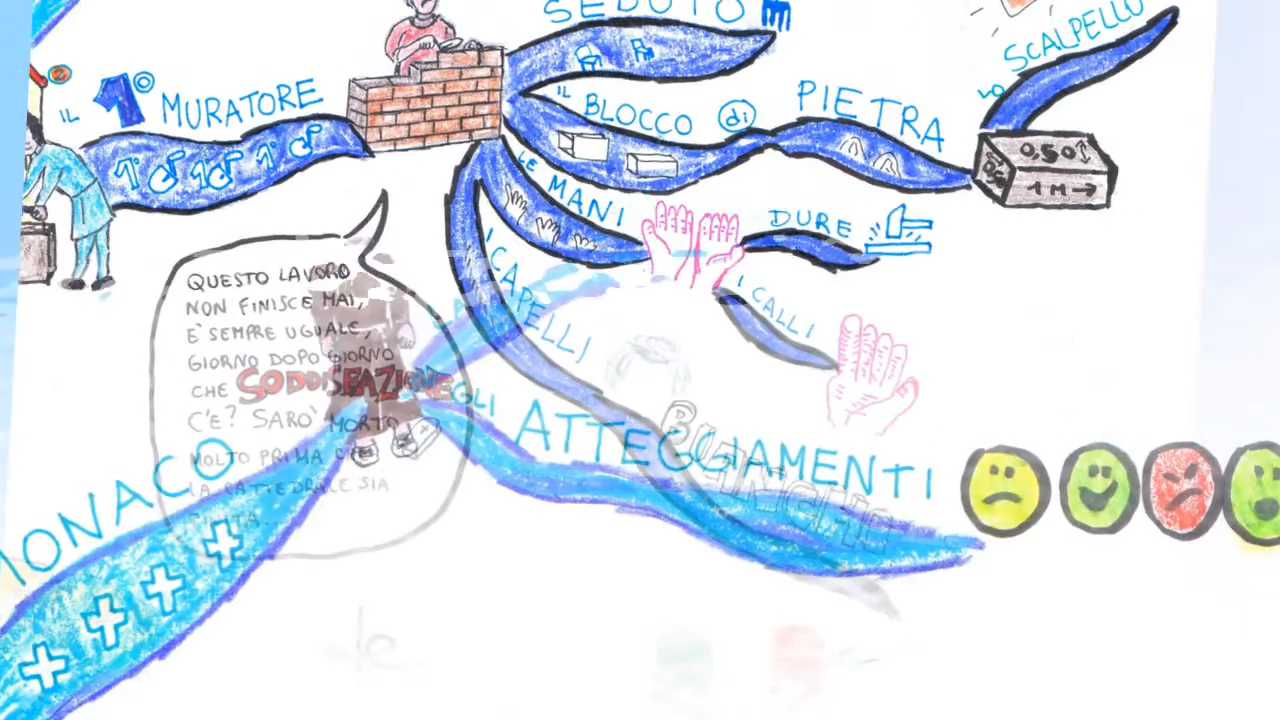 SEDUTO
LO SCALPELLO
IL 1° MURATORE
IL BLOCCO di PIETRA
0,50
1 M →
LE MANI
DURE
I CALLI
I CAPELLI
QUESTO LAVORO
NON FINISCE MAI,
E' SEMPRE UGUALE,
GIORNO DOPO GIORNO
CHE SODDISFAZIONE
C'E'? SARO' MORTO
MOLTO PRIMA CHE
LA CATTEDRALE SIA
GLI ATTEGGIAMENTI
MONACO